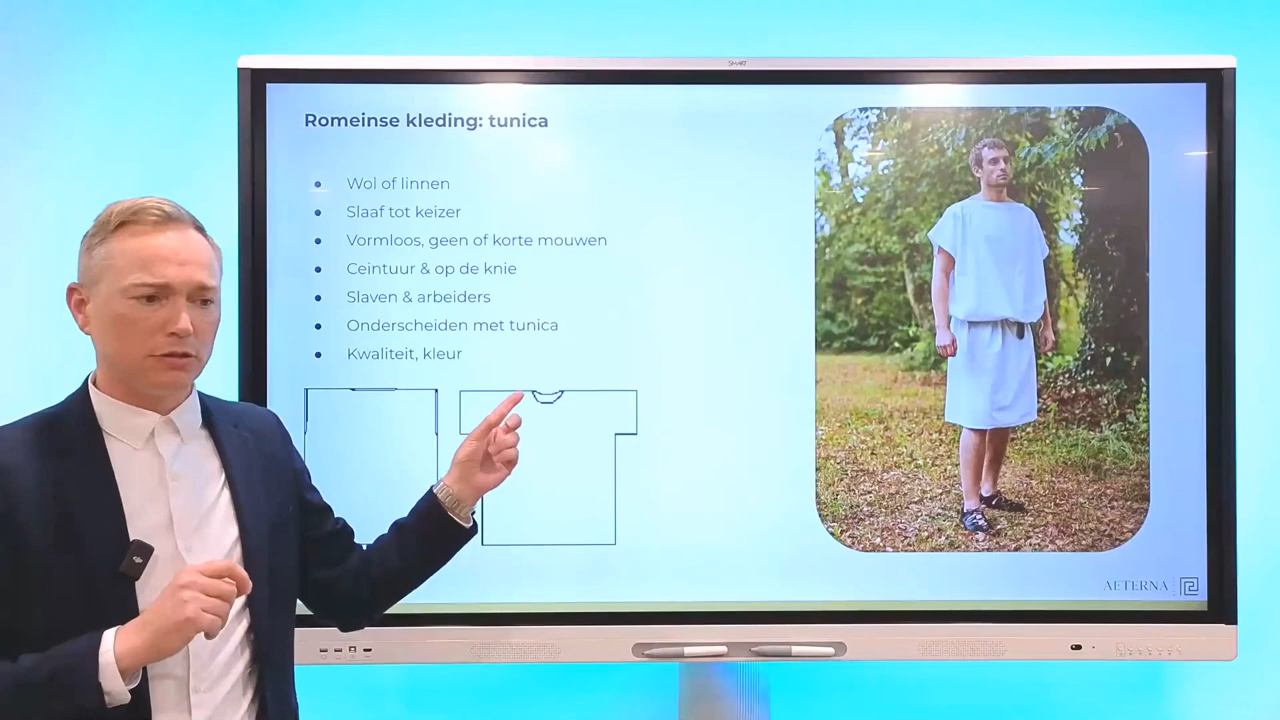 SMART
Romeinse kleding: tunica
Wol of linnen
Slaaf tot keizer
Vormloos, geen of korte mouwen
Ceintuur & op de knie
Slaven & arbeiders
Onderscheiden met tunica
Kwaliteit, kleur
AETERNA